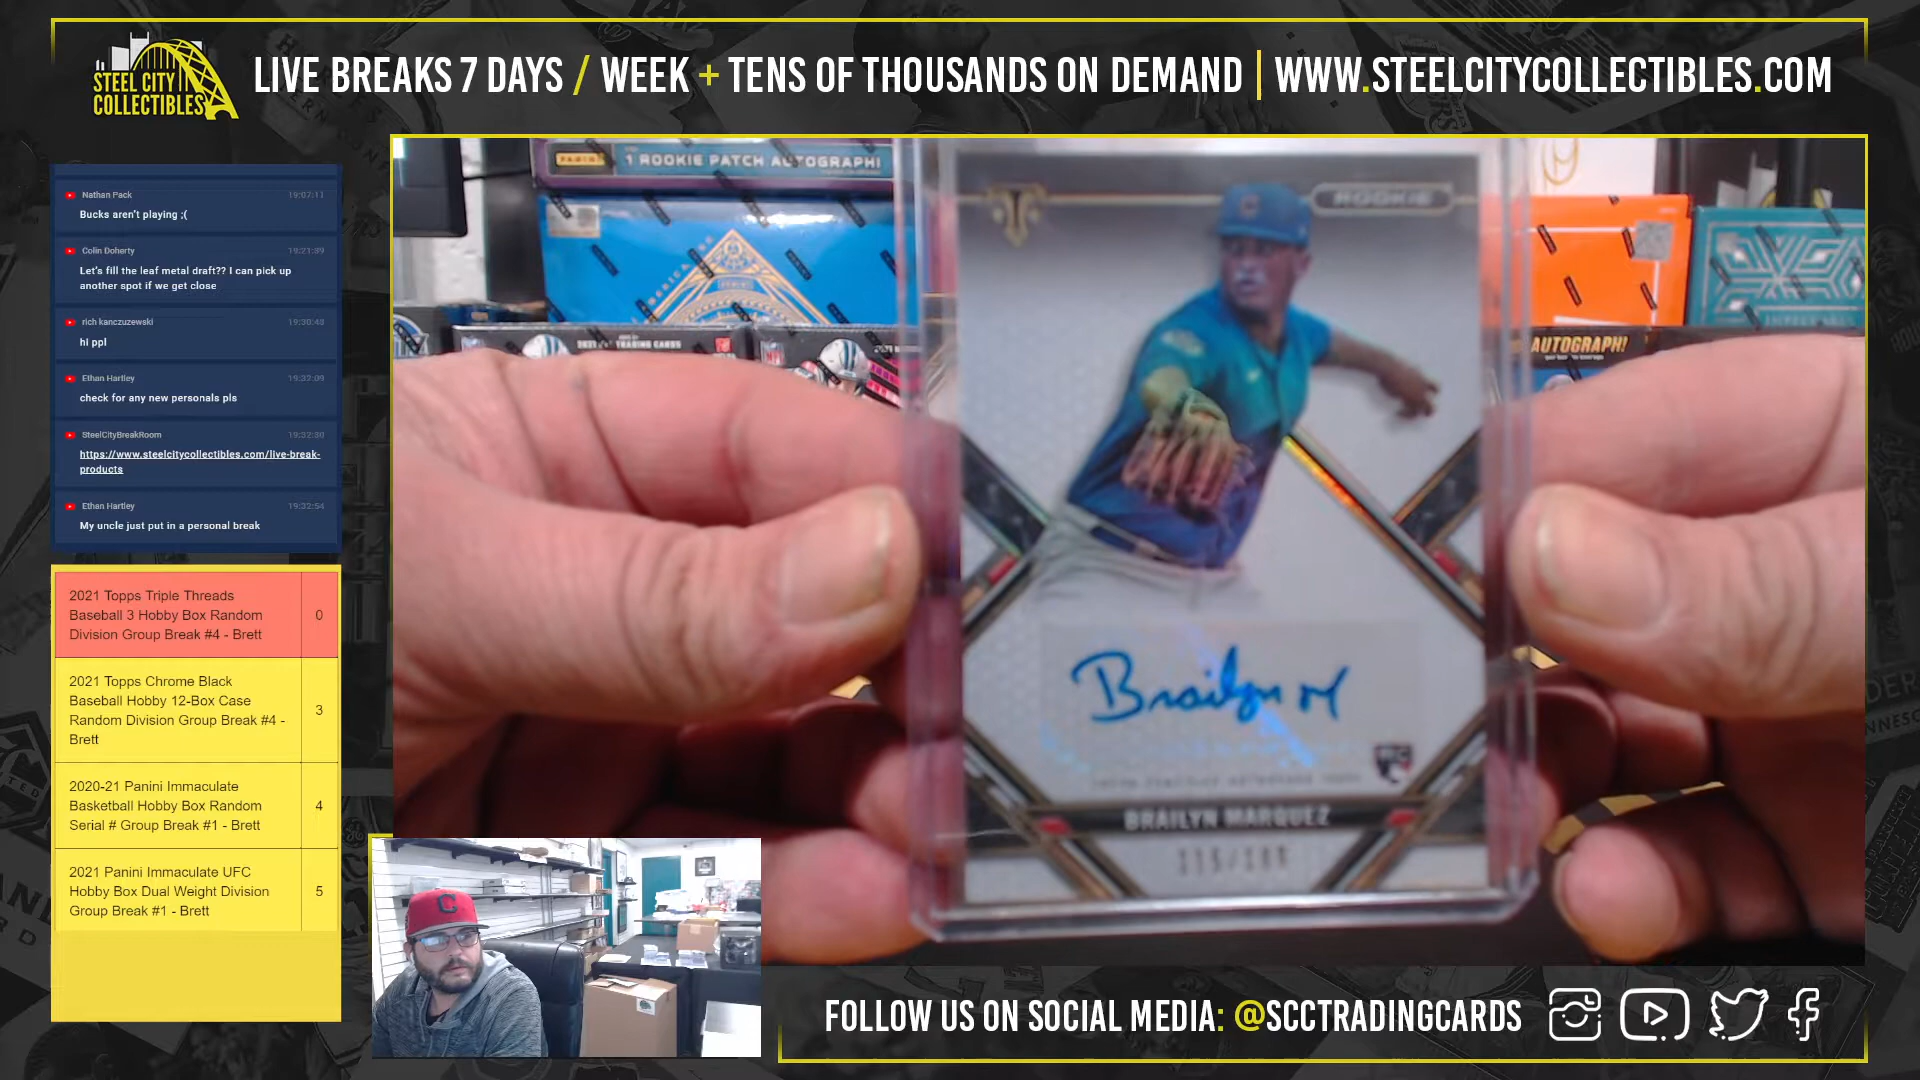 STEEL CITY
COLLECTIBLES
LIVE BREAKS 7 DAYS / WEEK + TENS OF THOUSANDS ON DEMAND | WWW.STEELCITYCOLLECTIBLES.COM
Nathan Pack 19:07:11
Bucks aren't playing ;(
Colin Doherty 19:21:39
Let's fill the leaf metal draft?? I can pick up
another spot if we get close
rich kanczuzewski 19:30:48
hi ppl
Ethan Hartley 19:32:09
check for any new personals pls
SteelCityBreakRoom 19:32:30
https://www.steelcitycollectibles.com/live-break-
products
Ethan Hartley 19:32:54
My uncle just put in a personal break
2021 Topps Triple Threads
Baseball 3 Hobby Box Random
Division Group Break #4 - Brett
0
2021 Topps Chrome Black
Baseball Hobby 12-Box Case
Random Division Group Break #4 -
Brett
3
2020-21 Panini Immaculate
Basketball Hobby Box Random
Serial # Group Break #1 - Brett
4
2021 Panini Immaculate UFC
Hobby Box Dual Weight Division
Group Break #1 - Brett
5
PANINI
1 ROOKIE PATCH AUTOGRAPH!
ROOKIE
TRADING CARDS
AUTOGRAPH!
Brailyn M
RC
BRAILYN MARQUEZ
C
FOLLOW US ON SOCIAL MEDIA: @SCCTRADINGCARDS